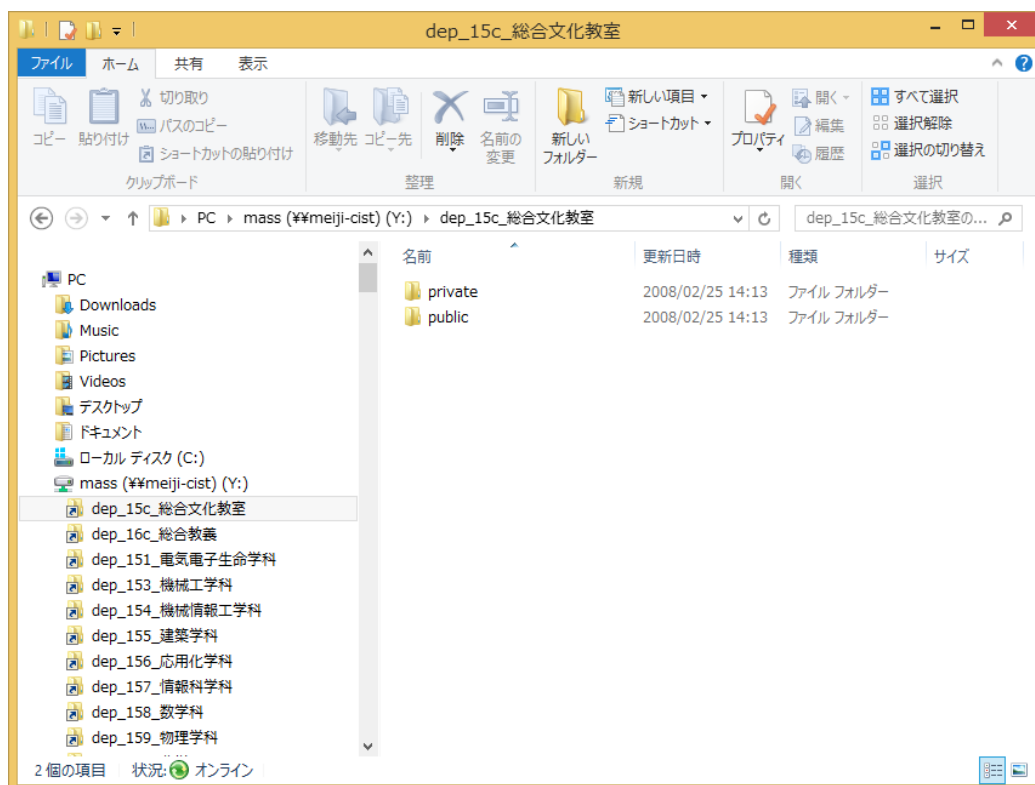 dep_15c_総合文化教室
ファイル ホーム 共有 表示
コピー 貼り付け 切り取り パスのコピー ショートカットの貼り付け
クリップボード
移動先 コピー先 削除 名前の変更
整理
新しいフォルダー 新しい項目 ショートカット
新規
プロパティ 開く 編集 履歴
開く
すべて選択 選択解除 選択の切り替え
選択
PC mass (¥¥meiji-cist) (Y:) dep_15c_総合文化教室
dep_15c_総合文化教室の...
名前 更新日時 種類 サイズ
private 2008/02/25 14:13 ファイル フォルダー
public 2008/02/25 14:13 ファイル フォルダー
PC
Downloads
Music
Pictures
Videos
デスクトップ
ドキュメント
ローカル ディスク (C:)
mass (¥¥meiji-cist) (Y:)
dep_15c_総合文化教室
dep_16c_総合教義
dep_151_電気電子生命学科
dep_153_機械工学科
dep_154_機械情報工学科
dep_155_建築学科
dep_156_応用化学科
dep_157_情報科学科
dep_158_数学科
dep_159_物理学科
2 個の項目 状況: オンライン